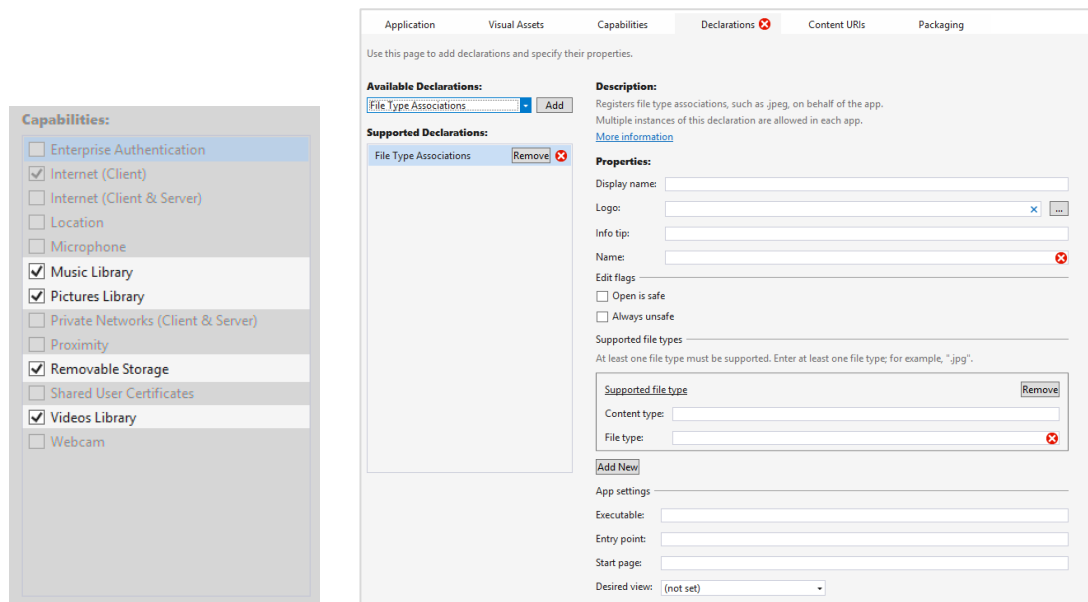 Capabilities:
Enterprise Authentication
Internet (Client)
Internet (Client & Server)
Location
Microphone
Music Library
Pictures Library
Private Networks (Client & Server)
Proximity
Removable Storage
Shared User Certificates
Videos Library
Webcam
Application Visual Assets Capabilities Declarations Content URIs Packaging
Use this page to add declarations and specify their properties.
Available Declarations:
File Type Associations Add
Supported Declarations:
File Type Associations Remove
Description:
Registers file type associations, such as .jpeg, on behalf of the app.
Multiple instances of this declaration are allowed in each app.
More information
Properties:
Display name:
Logo: ...
Info tip:
Name:
Edit flags
Open is safe
Always unsafe
Supported file types
At least one file type must be supported. Enter at least one file type; for example, ".jpg".
Supported file type Remove
Content type:
File type:
Add New
App settings
Executable:
Entry point:
Start page:
Desired view: (not set)